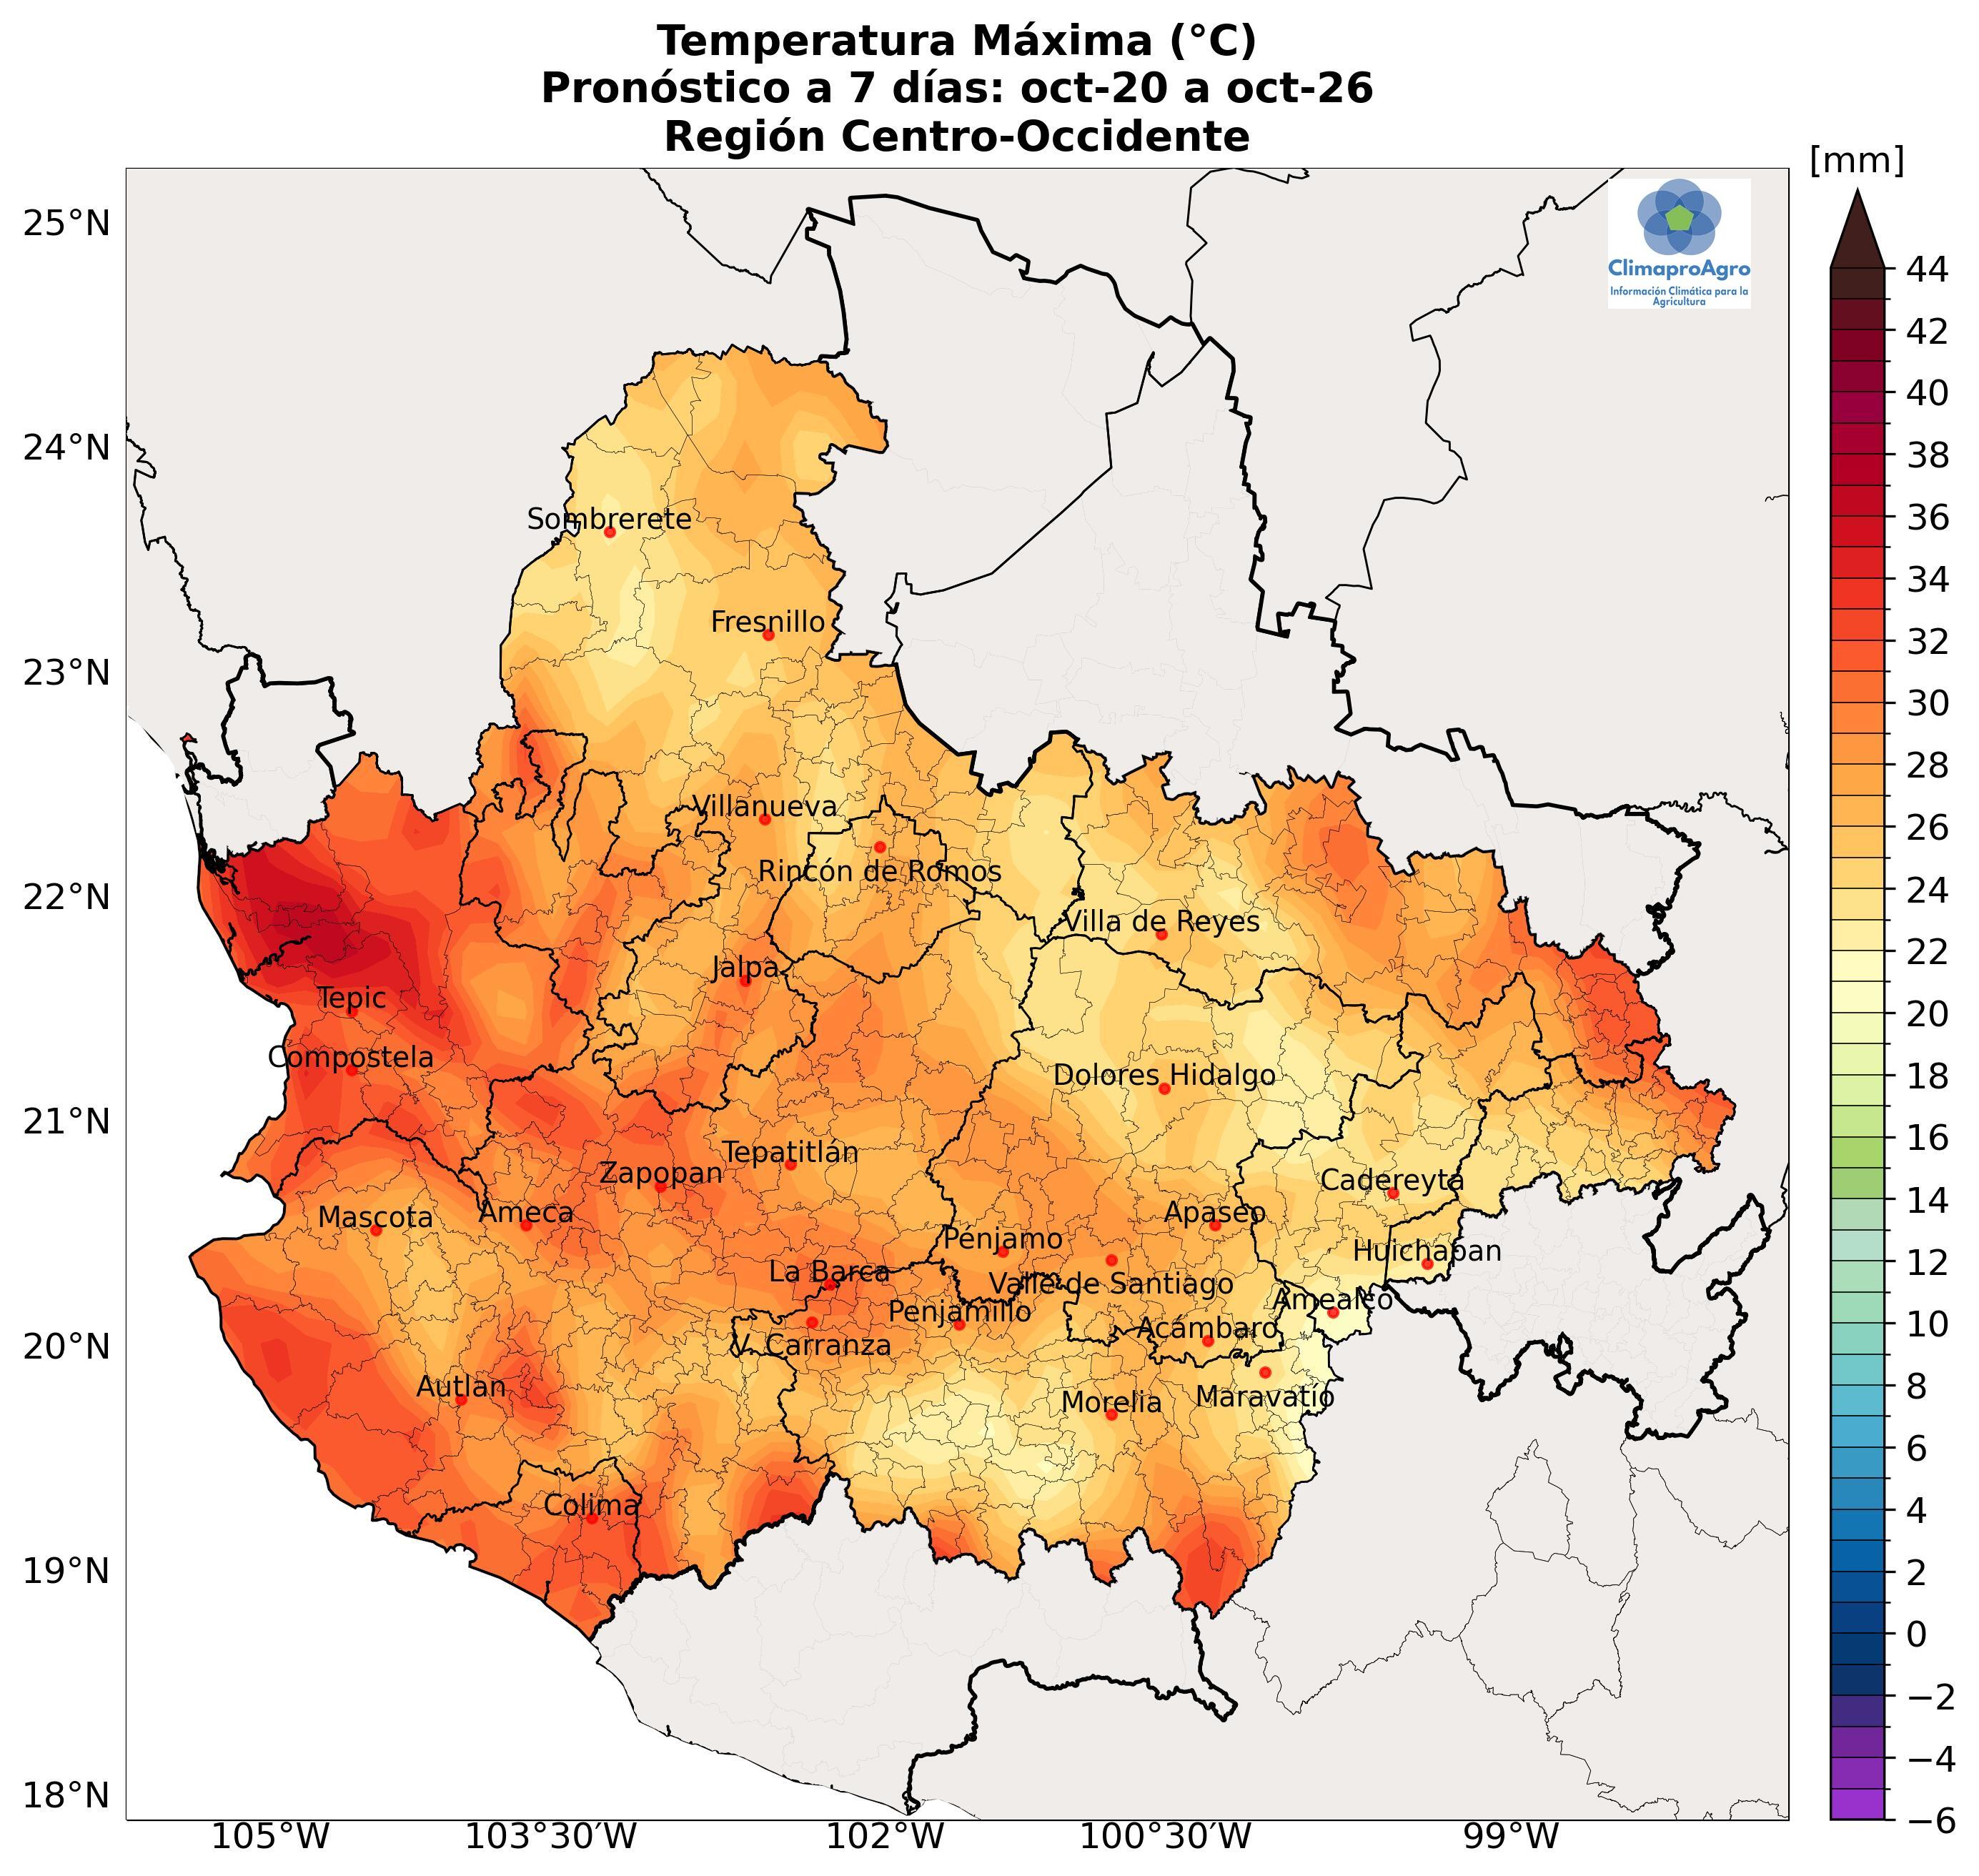 Temperatura Máxima (°C)
Pronóstico a 7 días: oct-20 a oct-26
Región Centro-Occidente
[mm]
ClimaproAgro
Información Climática para la
Agricultura
25°N
24°N
23°N
22°N
21°N
20°N
19°N
18°N
105°W
103°30′W
102°W
100°30′W
99°W
44
42
40
38
36
34
32
30
28
26
24
22
20
18
16
14
12
10
8
6
4
2
0
−2
−4
−6
Sombrerete
Fresnillo
Villanueva
Rincón de Romos
Villa de Reyes
Jalpa
Tepic
Compostela
Dolores Hidalgo
Tepatitlán
Zapopan
Cadereyta
Mascota
Ameca
Apaseo
Pénjamo
Huichapan
La Barca
Valle de Santiago
Amealco
Penjamillo
Acámbaro
V. Carranza
Autlan
Morelia
Maravatío
Colima